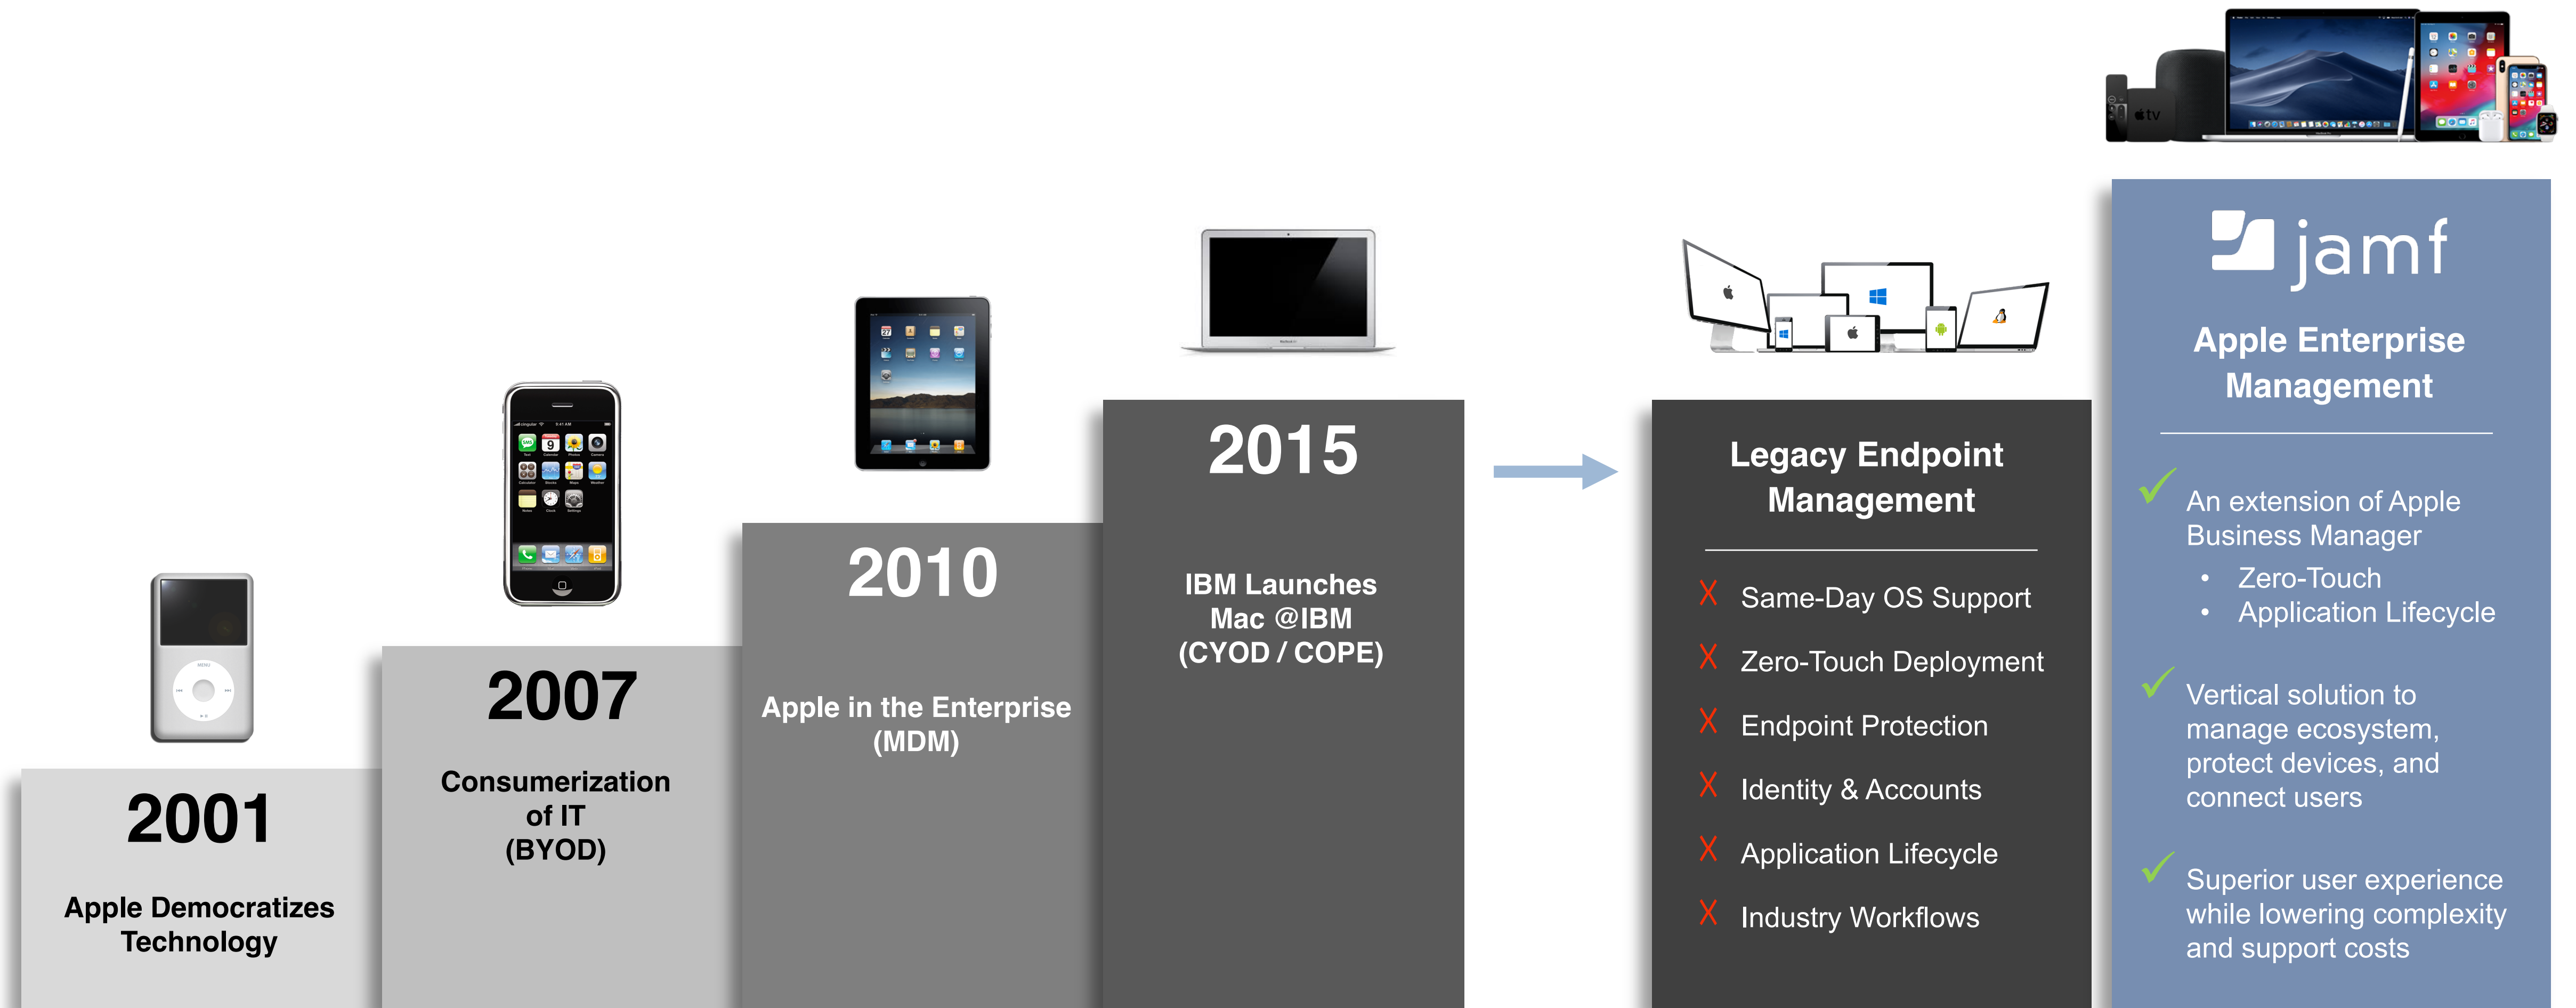 2001
Apple Democratizes
Technology
MENU
2007
Consumerization
of IT
(BYOD)
2010
Apple in the Enterprise
(MDM)
2015
IBM Launches
Mac @IBM
(CYOD / COPE)
Legacy Endpoint
Management
X Same-Day OS Support
X Zero-Touch Deployment
X Endpoint Protection
X Identity & Accounts
X Application Lifecycle
X Industry Workflows
tv
jamf
Apple Enterprise
Management
✓ An extension of Apple
Business Manager
• Zero-Touch
• Application Lifecycle
✓ Vertical solution to
manage ecosystem,
protect devices, and
connect users
✓ Superior user experience
while lowering complexity
and support costs